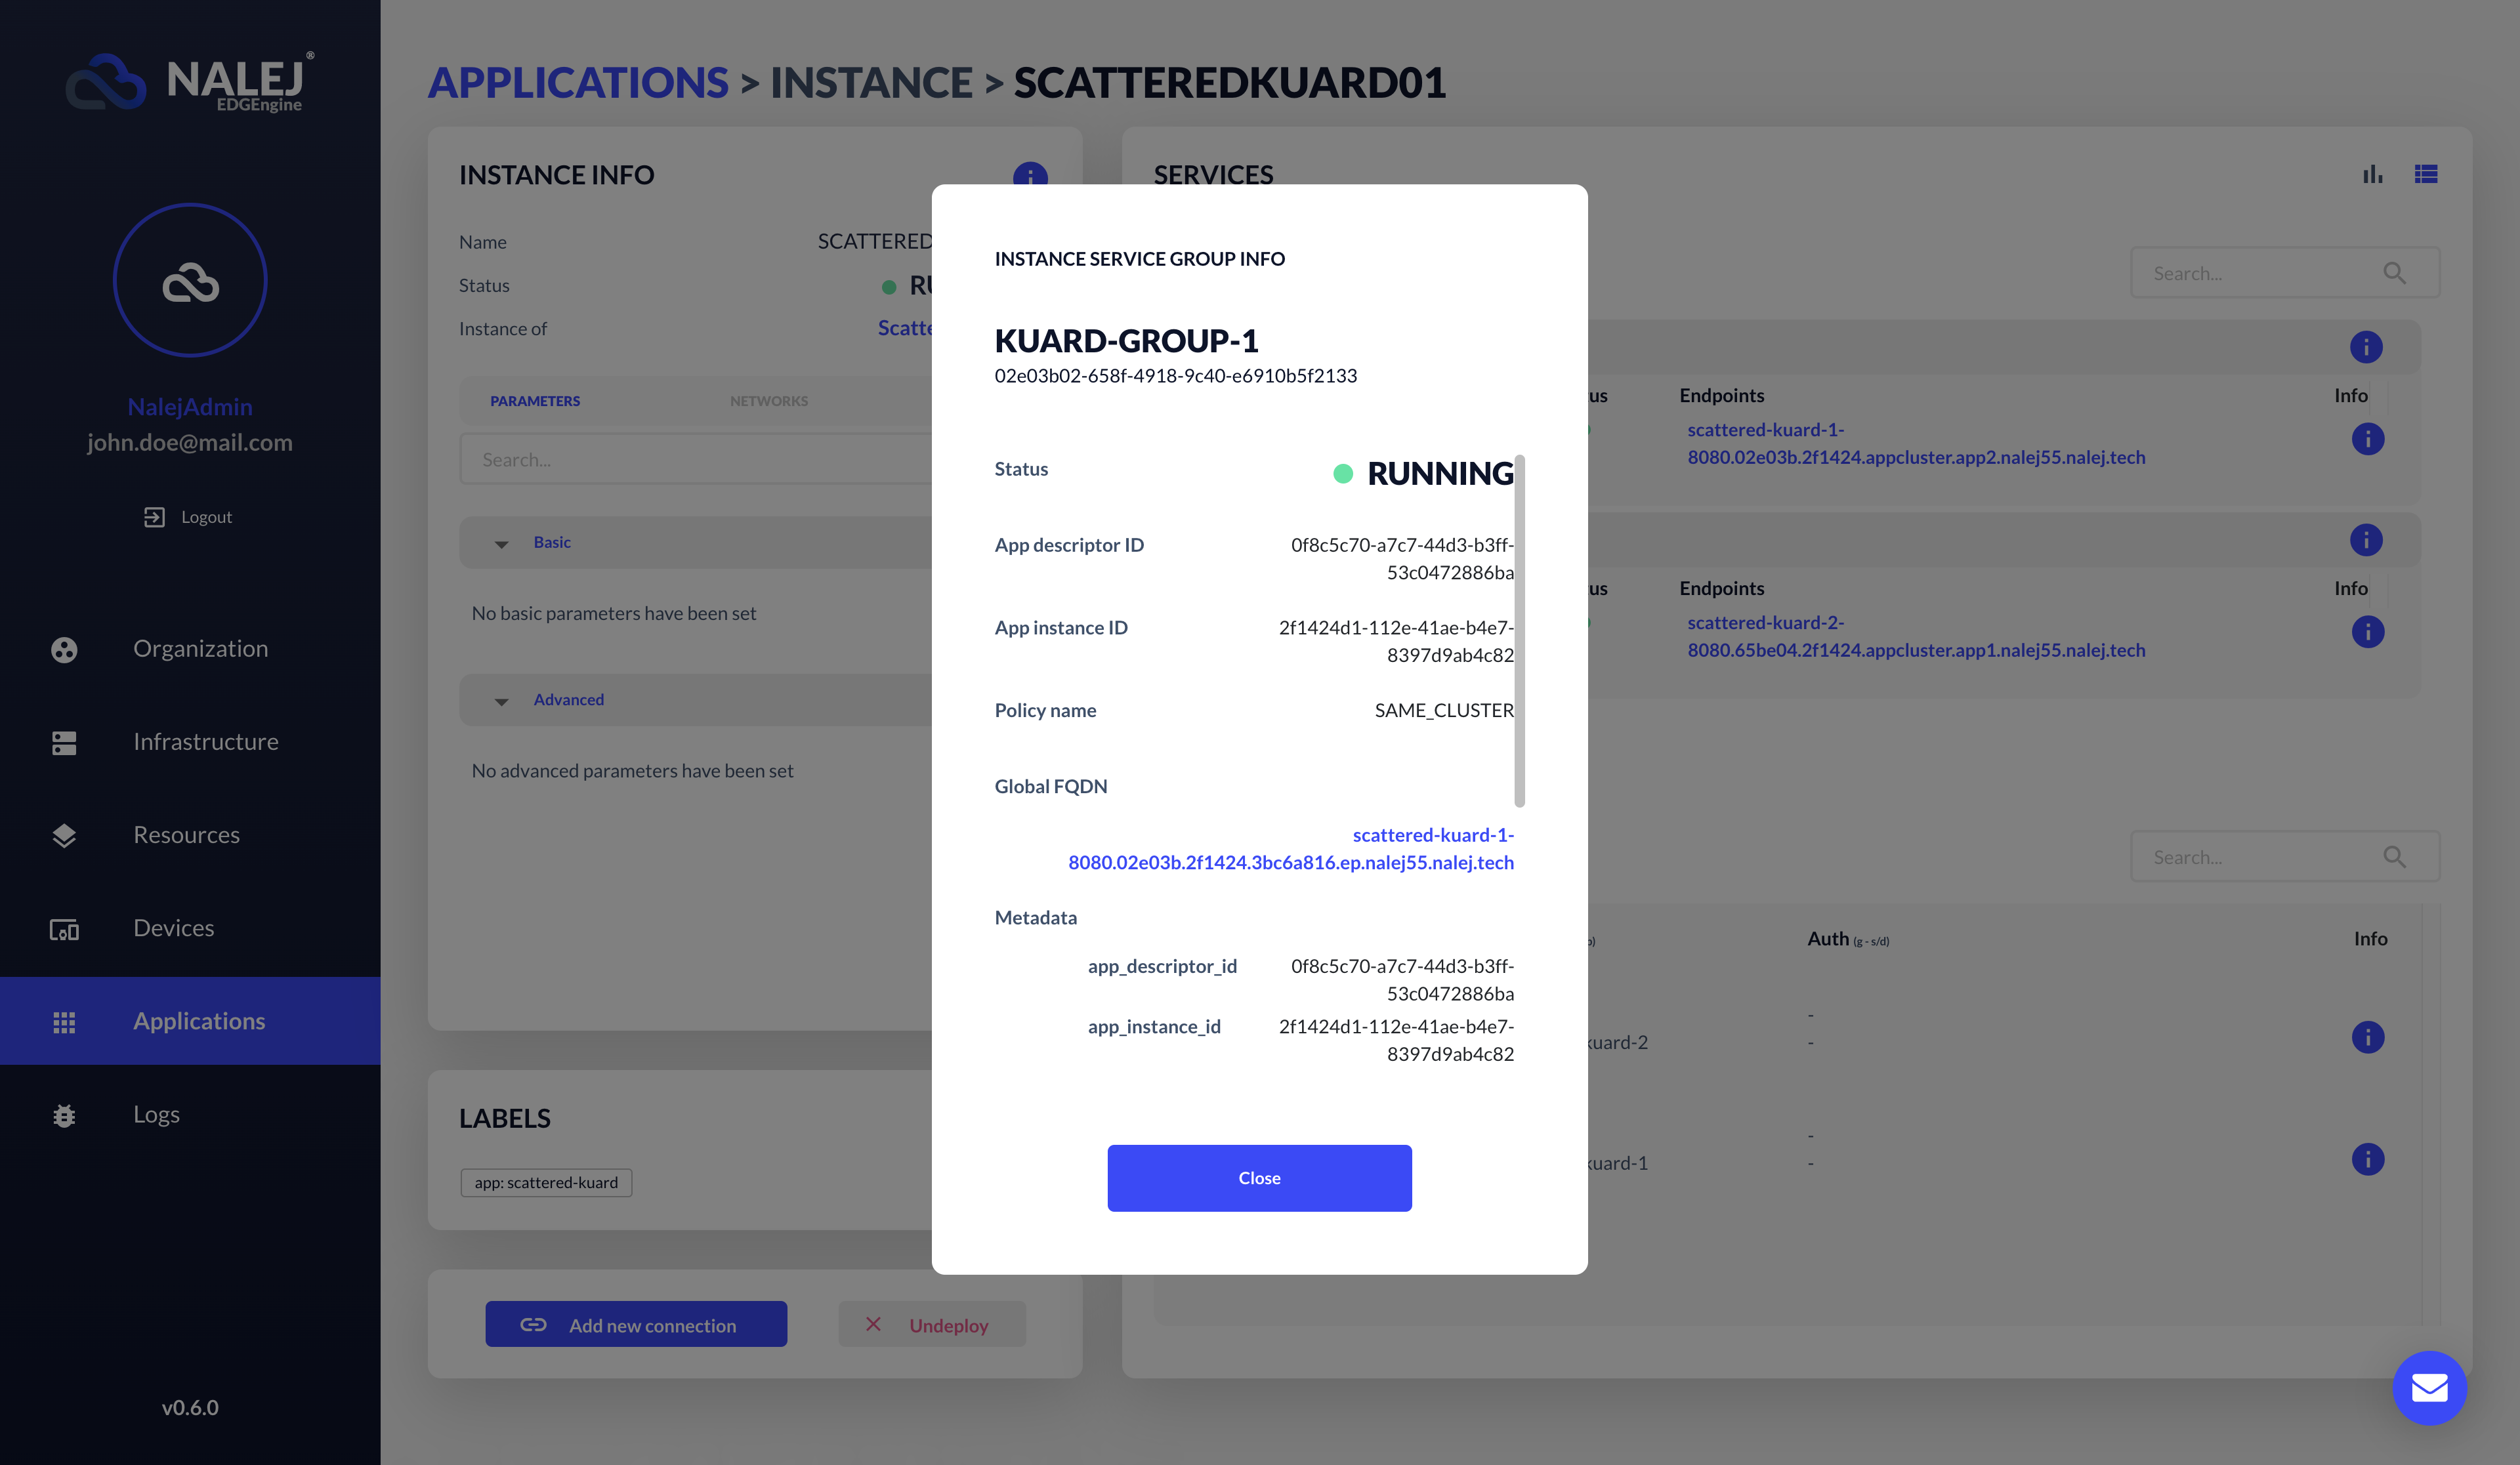 NALEJ®
EDGEngine
NalejAdmin
john.doe@mail.com
Logout
Organization
Infrastructure
Resources
Devices
Applications
Logs
v0.6.0
APPLICATIONS > INSTANCE > SCATTEREDKUARD01
INSTANCE INFO
Name SCATTERED
Status
Instance of Scatte
PARAMETERS NETWORKS
Search...
Basic
No basic parameters have been set
Advanced
No advanced parameters have been set
LABELS
app: scattered-kuard
Add new connection
Undeploy
INSTANCE SERVICE GROUP INFO
KUARD-GROUP-1
02e03b02-658f-4918-9c40-e6910b5f2133
Status RUNNING
App descriptor ID 0f8c5c70-a7c7-44d3-b3ff-
53c0472886ba
App instance ID 2f1424d1-112e-41ae-b4e7-
8397d9ab4c82
Policy name SAME_CLUSTER
Global FQDN
scattered-kuard-1-
8080.02e03b.2f1424.3bc6a816.ep.nalej55.nalej.tech
Metadata
app_descriptor_id 0f8c5c70-a7c7-44d3-b3ff-
53c0472886ba
app_instance_id 2f1424d1-112e-41ae-b4e7-
8397d9ab4c82
Close
SERVICES
Search...
us Endpoints Info
scattered-kuard-1-
8080.02e03b.2f1424.appcluster.app2.nalej55.nalej.tech
us Endpoints Info
scattered-kuard-2-
8080.65be04.2f1424.appcluster.app1.nalej55.nalej.tech
Search...
Auth (g - s/d) Info
-
kuard-2 -
-
kuard-1 -